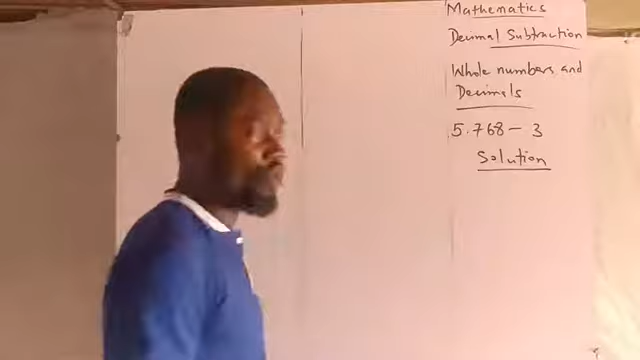 Mathematics
Decimal Subtraction
Whole numbers and
Decimals
5.768 - 3
Solution